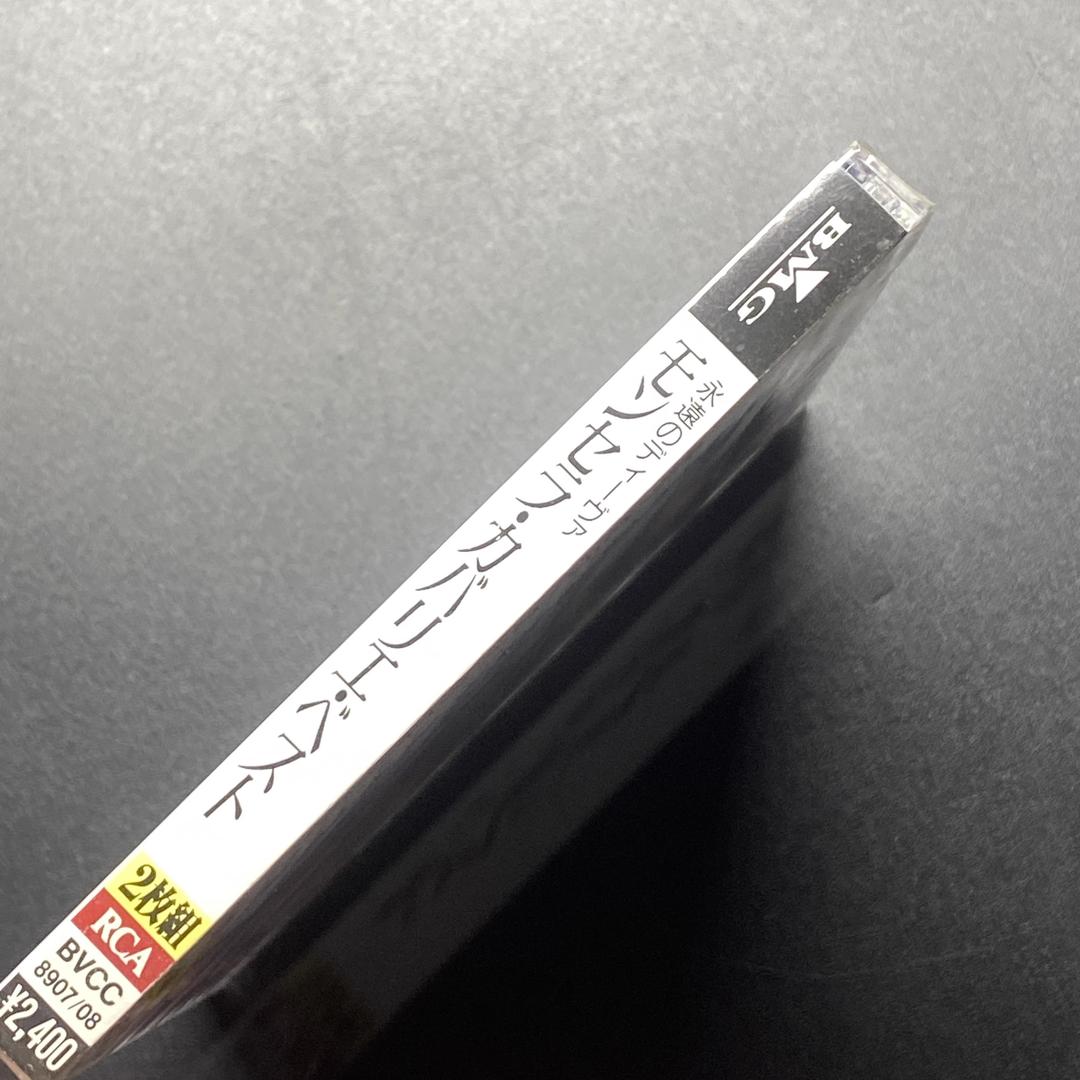 BMG
永遠のディーヴァ
モンセラ・カバリエ・ベスト
2枚組
RCA
BVCC
8907/08
¥2,400